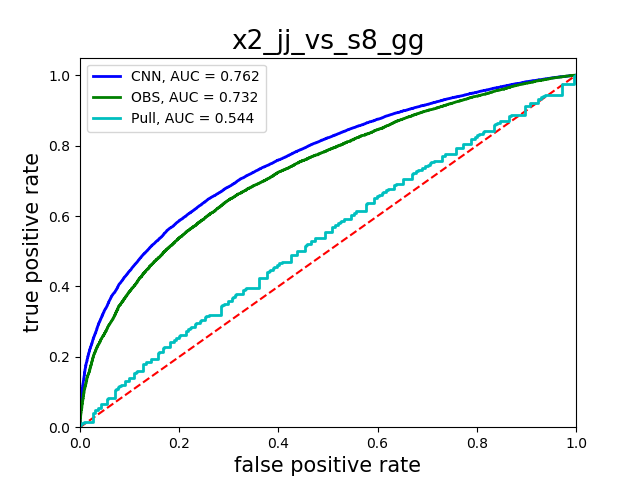 x2_jj_vs_s8_gg
CNN, AUC = 0.762
OBS, AUC = 0.732
Pull, AUC = 0.544
true positive rate
1.0
0.8
0.6
0.4
0.2
0.0
0.0 0.2 0.4 0.6 0.8 1.0
false positive rate